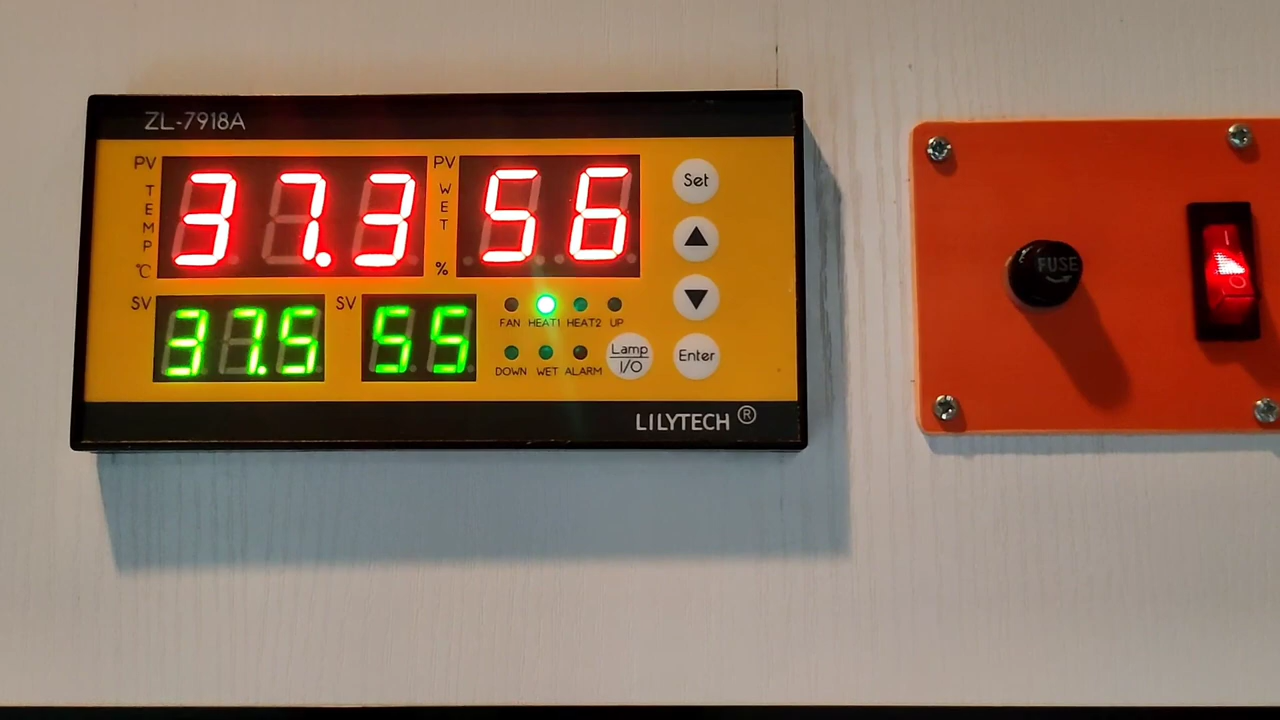 ZL-7918A
PV TEMP °C
37.3
PV WET %
56
Set
SV
37.5
SV
55
FAN HEAT1 HEAT2 UP
DOWN WET ALARM
Lamp
I/O
Enter
LILYTECH ®
FUSE
I
O